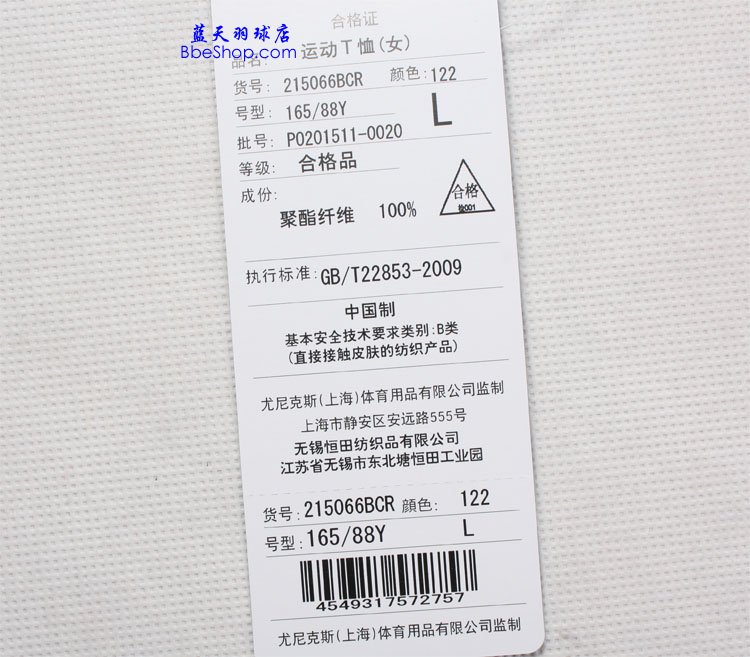 合格证
蓝天羽球店
BbeShop.com
品名: 运动T恤(女)
货号: 215066BCR 颜色: 122
号型: 165/88Y L
批号: P0201511-0020
等级: 合格品
成份:
聚酯纤维 100%
合格
检001
执行标准: GB/T22853-2009
中国制
基本安全技术要求类别:B类
(直接接触皮肤的纺织产品)
尤尼克斯(上海)体育用品有限公司监制
上海市静安区安远路555号
无锡恒田纺织品有限公司
江苏省无锡市东北塘恒田工业园
货号: 215066BCR 顔色: 122
号型: 165/88Y L
4549317572757
尤尼克斯(上海)体育用品有限公司监制